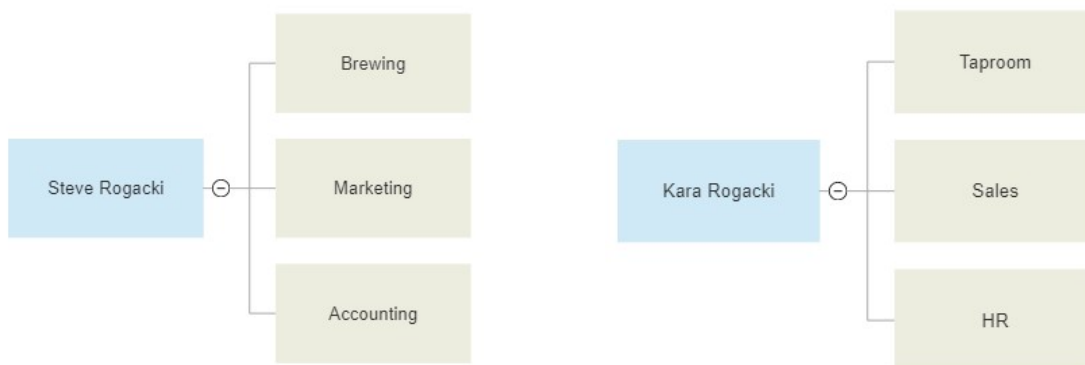 Steve Rogacki
Brewing
Marketing
Accounting
Kara Rogacki
Taproom
Sales
HR